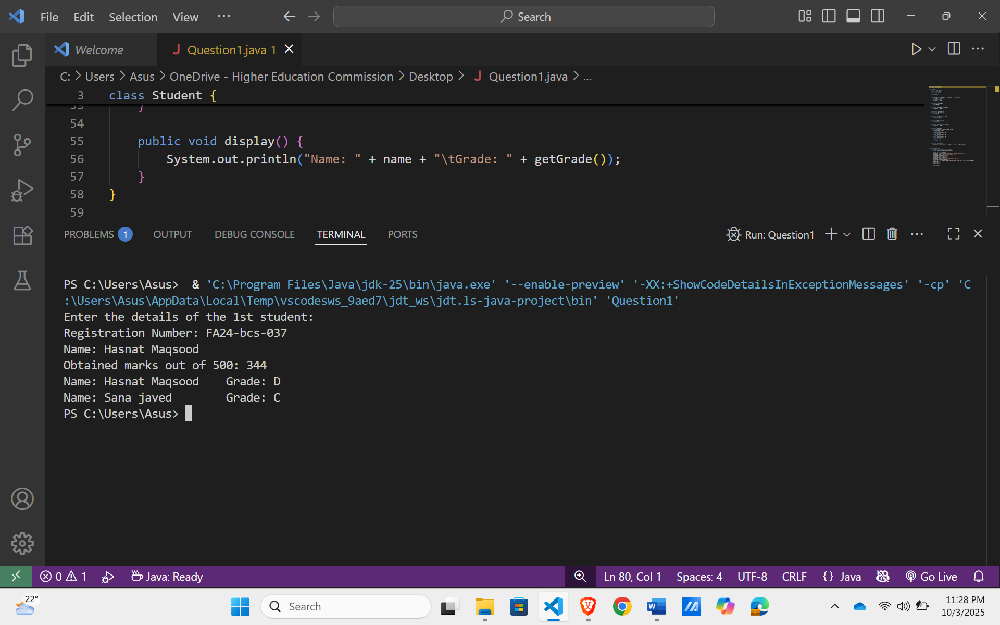 File Edit Selection View ··· Search
Welcome Question1.java 1
C: > Users > Asus > OneDrive - Higher Education Commission > Desktop > Question1.java > ...
3 class Student {
53 }
54
55 public void display() {
56 System.out.println("Name: " + name + "\tGrade: " + getGrade());
57 }
58 }
59
PROBLEMS 1 OUTPUT DEBUG CONSOLE TERMINAL PORTS Run: Question1
PS C:\Users\Asus>  & 'C:\Program Files\Java\jdk-25\bin\java.exe' '--enable-preview' '-XX:+ShowCodeDetailsInExceptionMessages' '-cp' 'C
:\Users\Asus\AppData\Local\Temp\vscodesws_9aed7\jdt_ws\jdt.ls-java-project\bin' 'Question1'
Enter the details of the 1st student:
Registration Number: FA24-bcs-037
Name: Hasnat Maqsood
Obtained marks out of 500: 344
Name: Hasnat Maqsood    Grade: D
Name: Sana javed        Grade: C
PS C:\Users\Asus>
0 1 Java: Ready Ln 80, Col 1 Spaces: 4 UTF-8 CRLF {} Java Go Live
22° Search 11:28 PM
10/3/2025